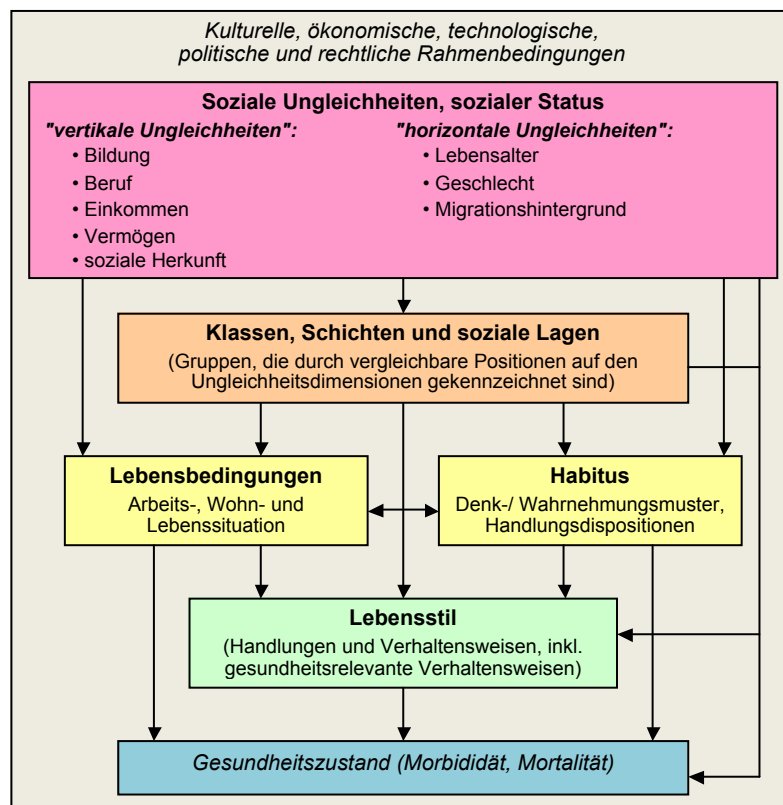 Kulturelle, ökonomische, technologische,
politische und rechtliche Rahmenbedingungen
Soziale Ungleichheiten, sozialer Status
"vertikale Ungleichheiten":
• Bildung
• Beruf
• Einkommen
• Vermögen
• soziale Herkunft
"horizontale Ungleichheiten":
• Lebensalter
• Geschlecht
• Migrationshintergrund
Klassen, Schichten und soziale Lagen
(Gruppen, die durch vergleichbare Positionen auf den
Ungleichheitsdimensionen gekennzeichnet sind)
Lebensbedingungen
Arbeits-, Wohn- und
Lebenssituation
Habitus
Denk-/ Wahrnehmungsmuster,
Handlungsdispositionen
Lebensstil
(Handlungen und Verhaltensweisen, inkl.
gesundheitsrelevante Verhaltensweisen)
Gesundheitszustand (Morbididät, Mortalität)